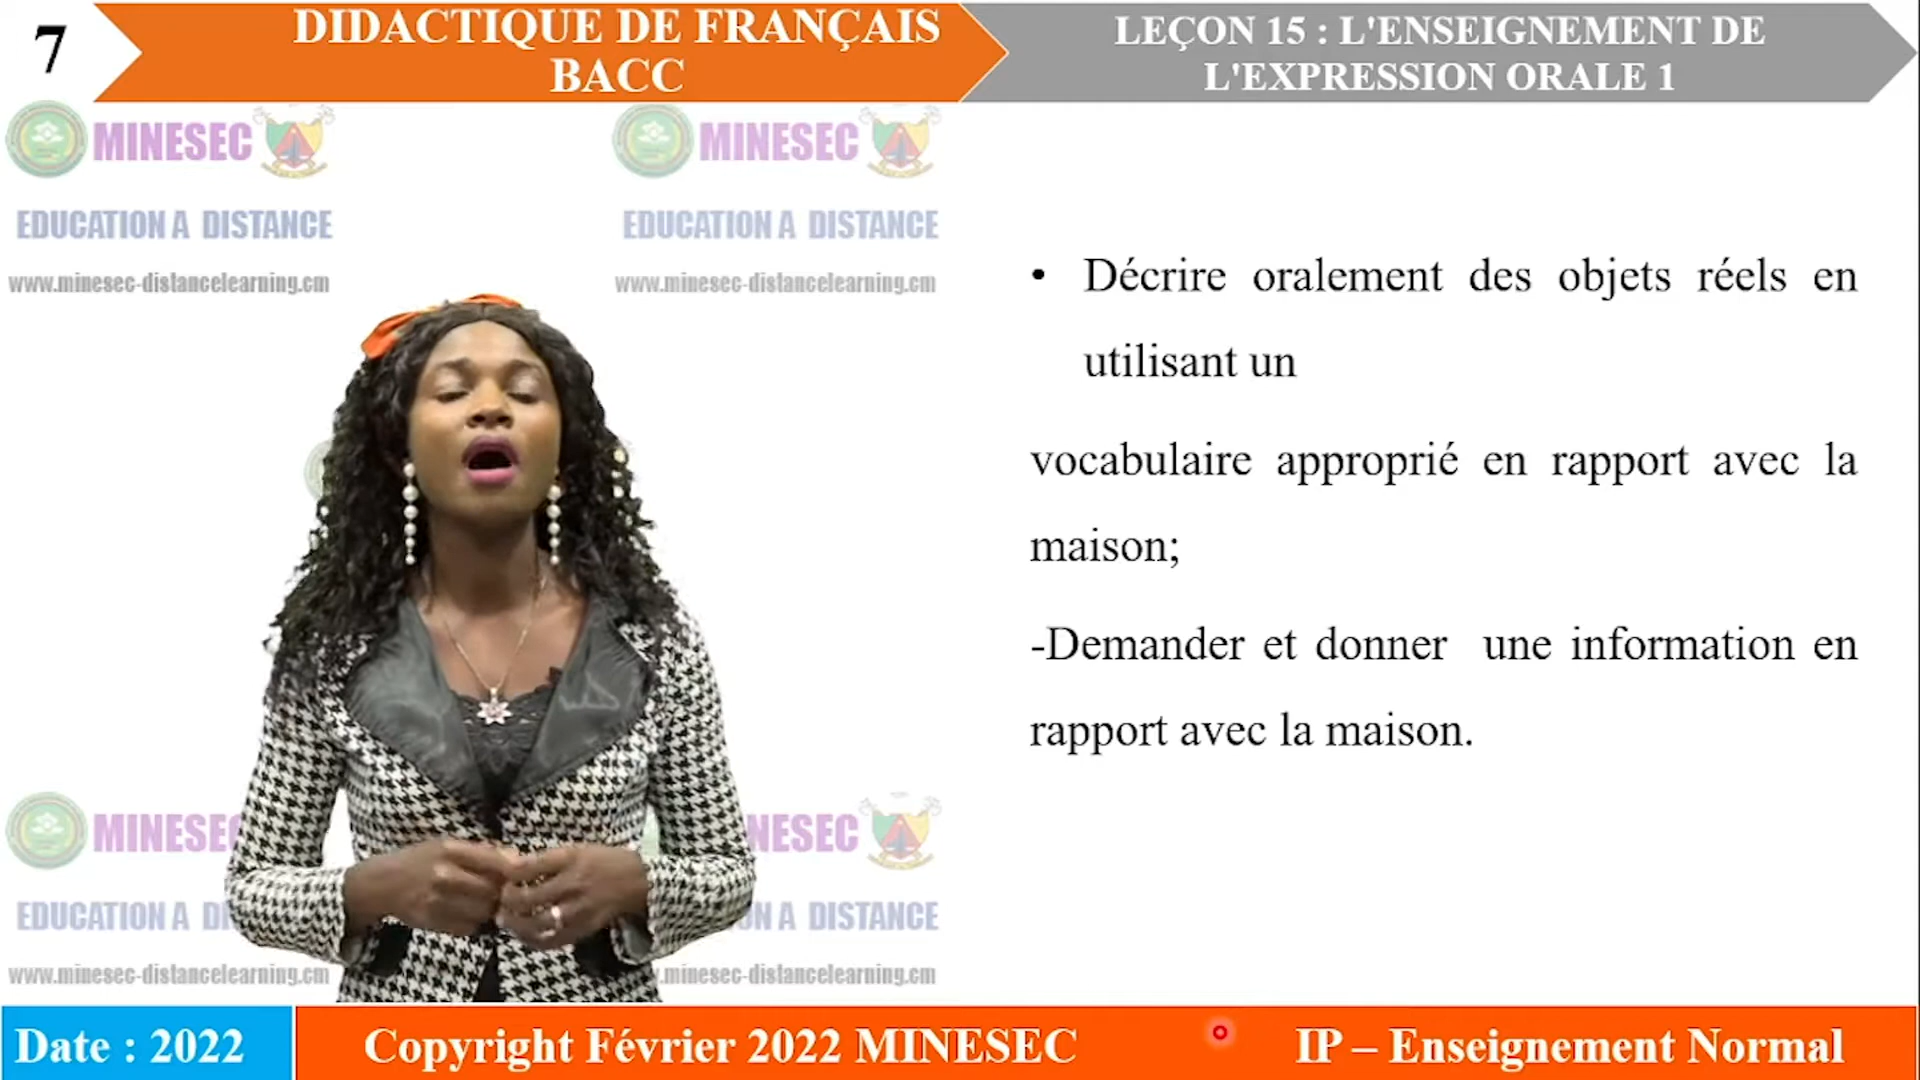 7
DIDACTIQUE DE FRANÇAIS
BACC
LEÇON 15 : L'ENSEIGNEMENT DE
L'EXPRESSION ORALE 1
MINESEC
EDUCATION A DISTANCE
www.minesec-distancelearning.cm
MINESEC
EDUCATION A DISTANCE
www.minesec-distancelearning.cm
• Décrire oralement des objets réels en
utilisant un
vocabulaire approprié en rapport avec la
maison;
-Demander et donner une information en
rapport avec la maison.
MINESEC
EDUCATION A DI
www.minesec-distancelearning.cm
NESEC
N A DISTANCE
.minesec-distancelearning.cm
Date : 2022
Copyright Février 2022 MINESEC
IP – Enseignement Normal